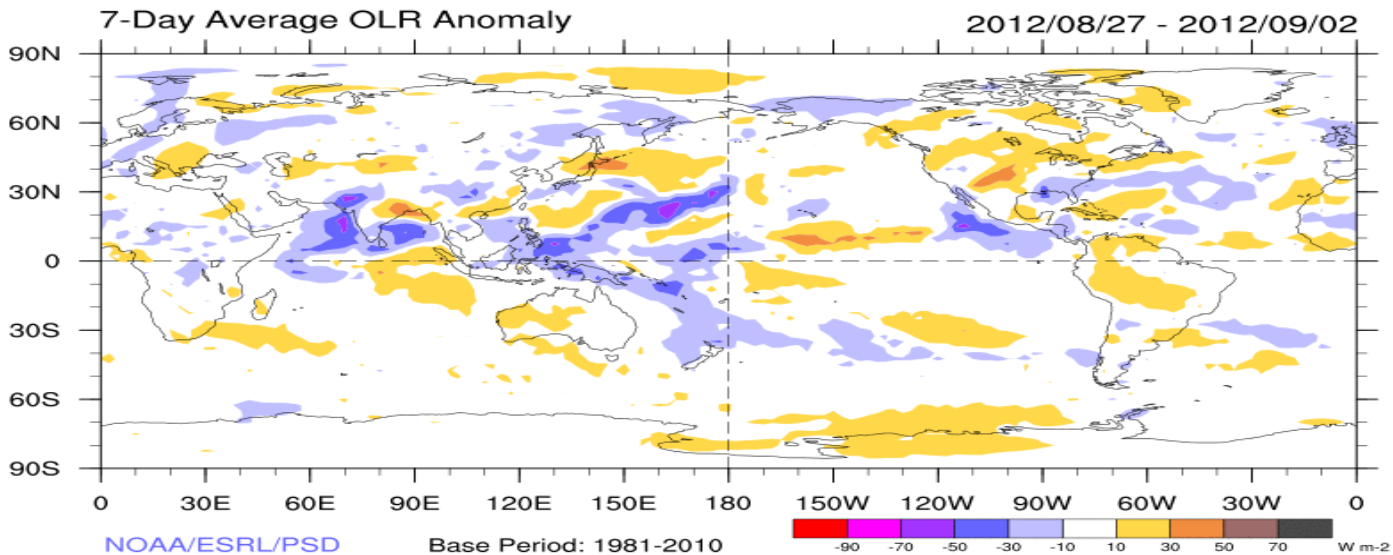 7-Day Average OLR Anomaly 2012/08/27 - 2012/09/02
90N
60N
30N
0
30S
60S
90S
0 30E 60E 90E 120E 150E 180 150W 120W 90W 60W 30W 0
NOAA/ESRL/PSD Base Period: 1981-2010 -90 -70 -50 -30 -10 10 30 50 70 W m-2